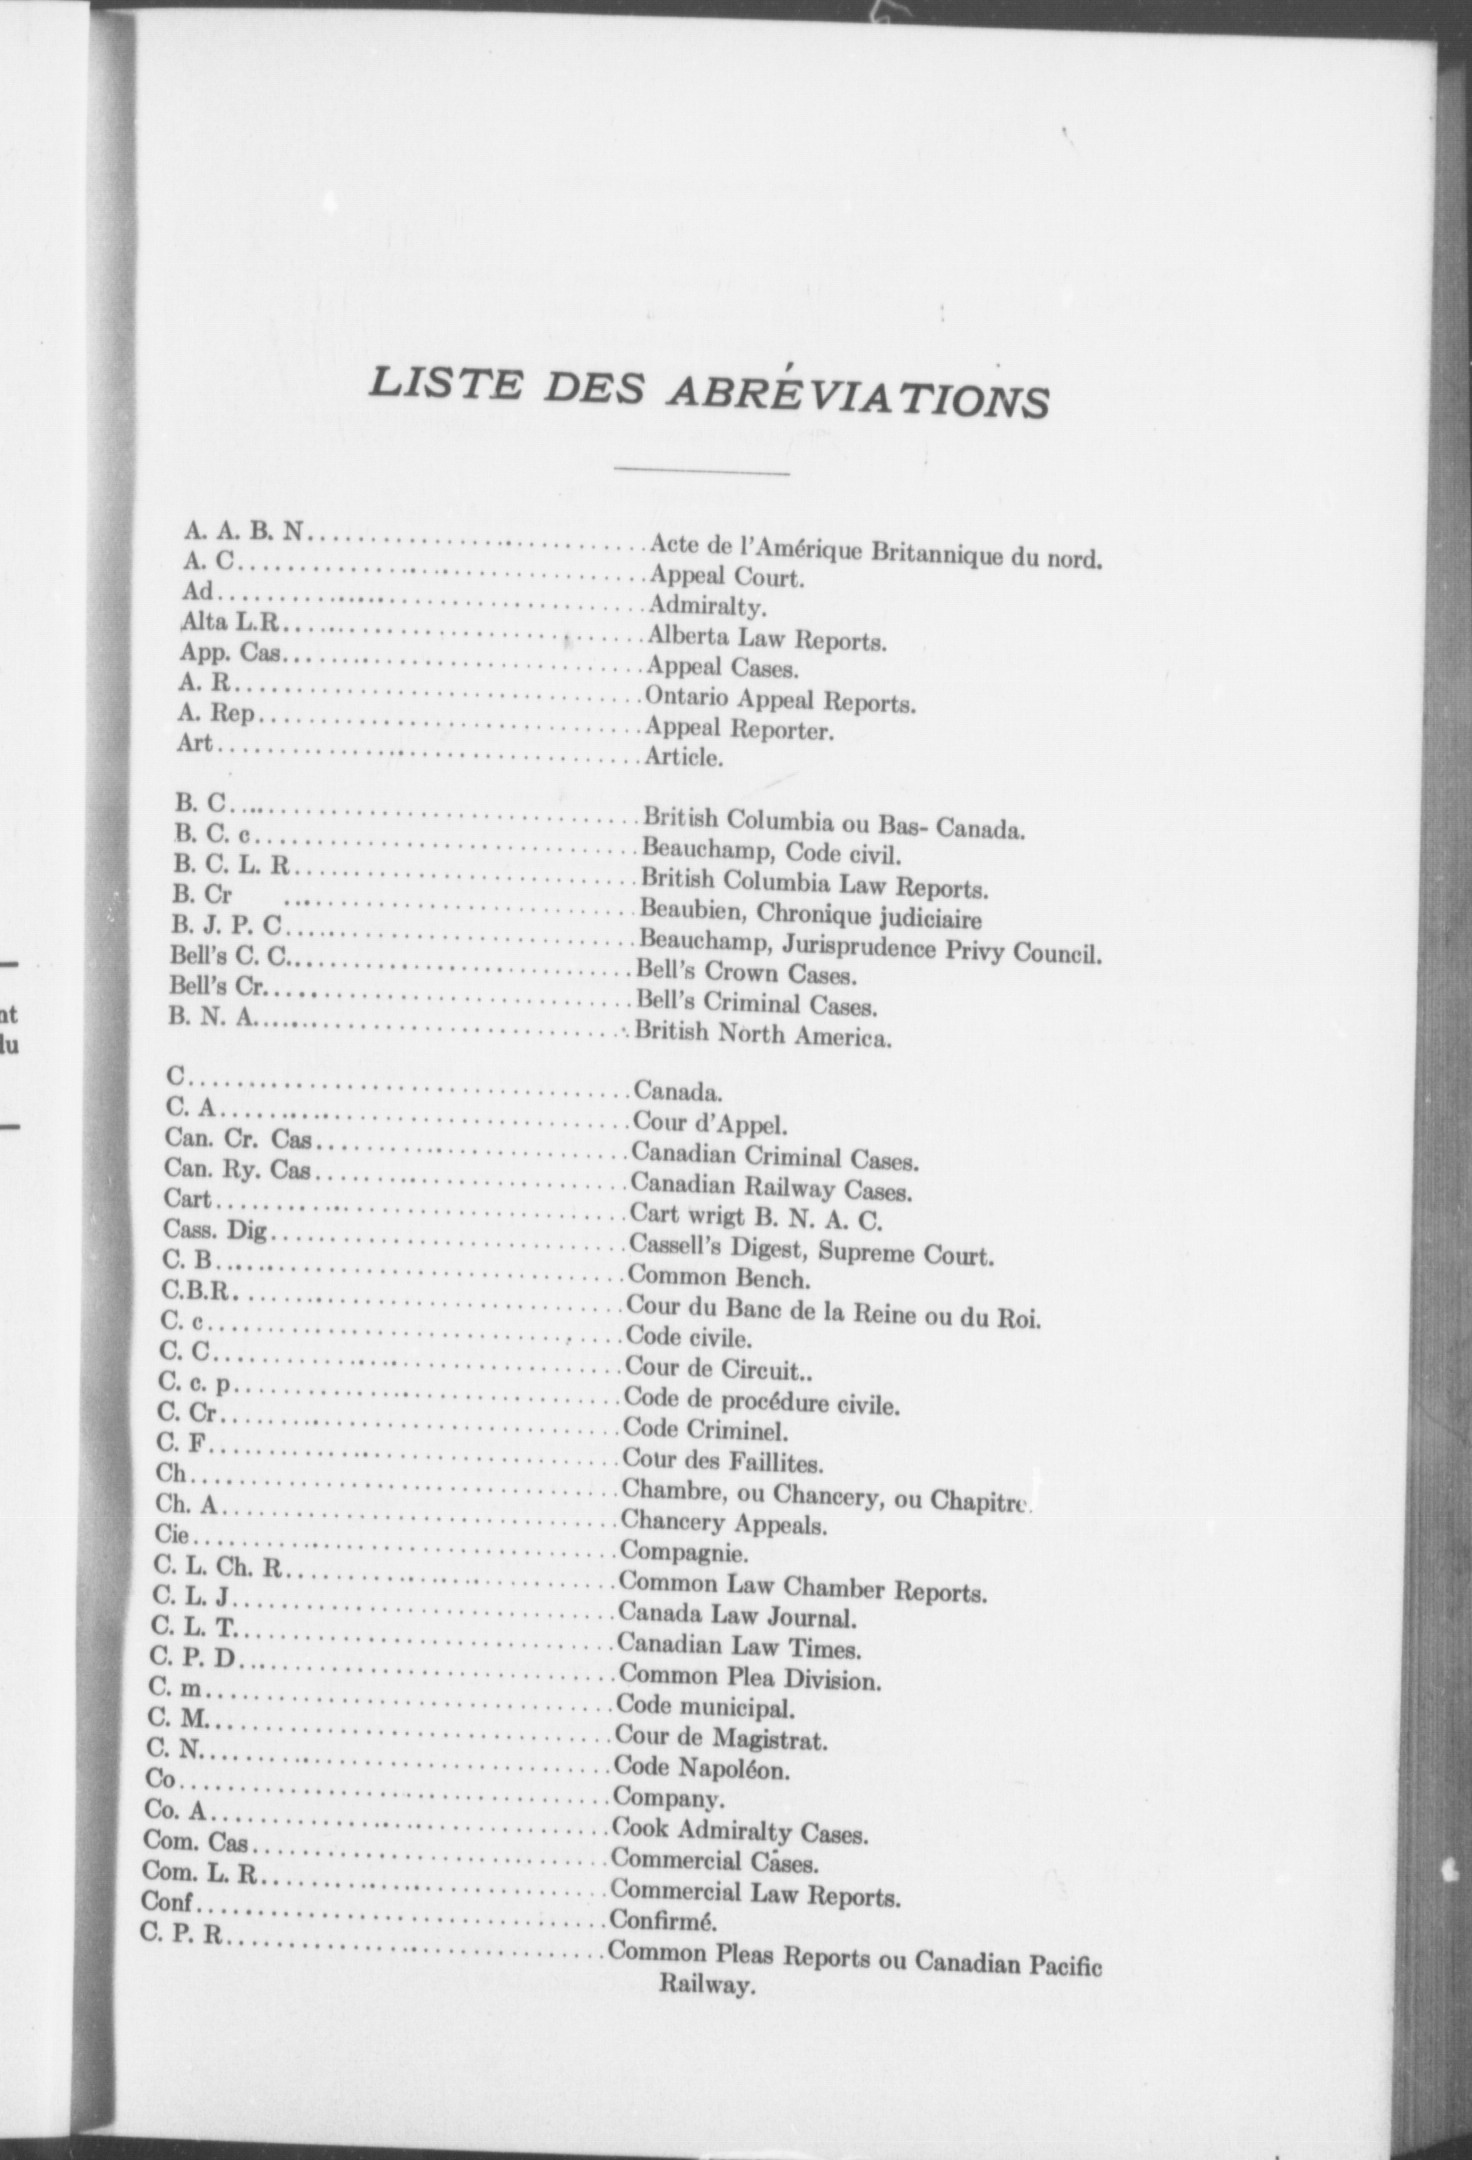 LISTE DES ABRÉVIATIONS
A. A. B. N........................... Acte de l'Amérique Britannique du nord.
A. C................................. Appeal Court.
Ad................................... Admiralty.
Alta L.R............................. Alberta Law Reports.
App. Cas............................. Appeal Cases.
A. R................................. Ontario Appeal Reports.
A. Rep............................... Appeal Reporter.
Art.................................. Article.
B. C................................. British Columbia ou Bas- Canada.
B. C. c.............................. Beauchamp, Code civil.
B. C. L. R........................... British Columbia Law Reports.
B. Cr ............................... Beaubien, Chronique judiciaire
B. J. P. C........................... Beauchamp, Jurisprudence Privy Council.
Bell's C. C.......................... Bell's Crown Cases.
Bell's Cr............................ Bell's Criminal Cases.
B. N. A.............................. British North America.
C.................................... Canada.
C. A................................. Cour d'Appel.
Can. Cr. Cas......................... Canadian Criminal Cases.
Can. Ry. Cas......................... Canadian Railway Cases.
Cart................................. Cart wrigt B. N. A. C.
Cass. Dig............................ Cassell's Digest, Supreme Court.
C. B................................. Common Bench.
C.B.R................................ Cour du Banc de la Reine ou du Roi.
C. c................................. Code civile.
C. C................................. Cour de Circuit..
C. c. p.............................. Code de procédure civile.
C. Cr................................ Code Criminel.
C. F................................. Cour des Faillites.
Ch................................... Chambre, ou Chancery, ou Chapitre.
Ch. A................................ Chancery Appeals.
Cie.................................. Compagnie.
C. L. Ch. R.......................... Common Law Chamber Reports.
C. L. J.............................. Canada Law Journal.
C. L. T.............................. Canadian Law Times.
C. P. D.............................. Common Plea Division.
C. m................................. Code municipal.
C. M................................. Cour de Magistrat.
C. N................................. Code Napoléon.
Co................................... Company.
Co. A................................ Cook Admiralty Cases.
Com. Cas............................. Commercial Cases.
Com. L. R............................ Commercial Law Reports.
Conf................................. Confirmé.
C. P. R.............................. Common Pleas Reports ou Canadian Pacific
Railway.